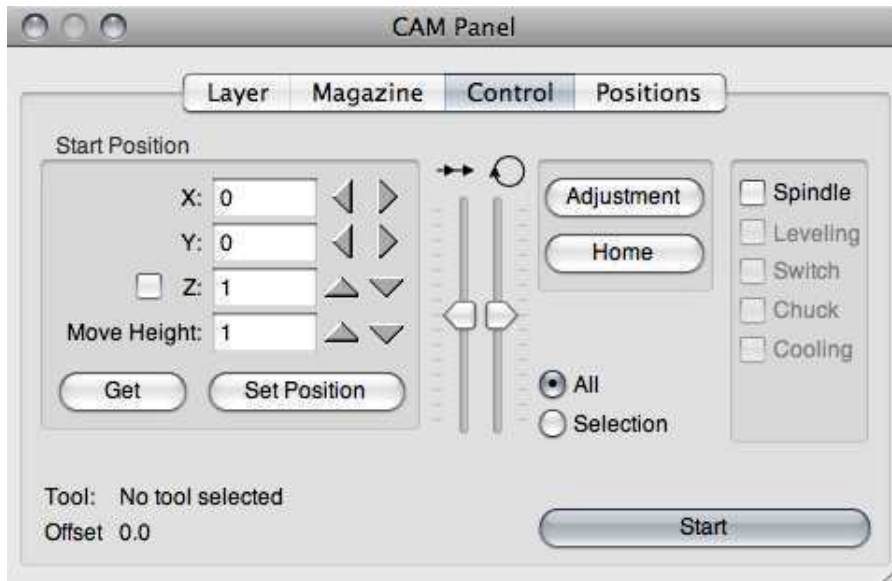 CAM Panel
Layer Magazine Control Positions
Start Position
X: 0
Y: 0
Z: 1
Move Height: 1
Get Set Position
Adjustment
Home
All
Selection
Spindle
Leveling
Switch
Chuck
Cooling
Tool: No tool selected
Offset 0.0
Start